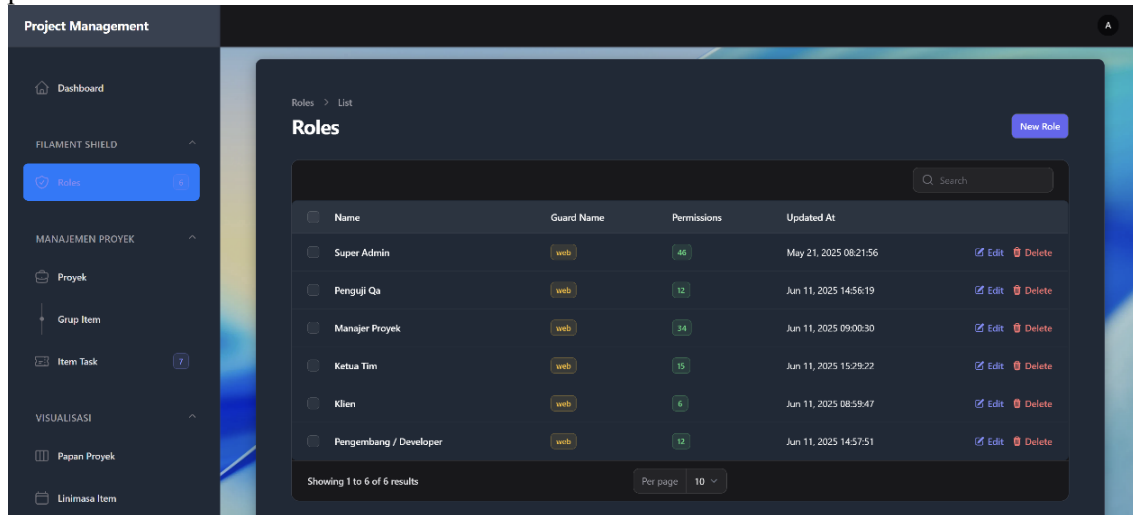 Project Management
A
Dashboard
FILAMENT SHIELD
Roles 6
MANAJEMEN PROYEK
Proyek
Grup Item
Item Task 7
VISUALISASI
Papan Proyek
Linimasa Item
Roles > List
Roles
New Role
Search
Name Guard Name Permissions Updated At
Super Admin web 46 May 21, 2025 08:21:56 Edit Delete
Penguji Qa web 12 Jun 11, 2025 14:56:19 Edit Delete
Manajer Proyek web 34 Jun 11, 2025 09:00:30 Edit Delete
Ketua Tim web 15 Jun 11, 2025 15:29:22 Edit Delete
Klien web 6 Jun 11, 2025 08:59:47 Edit Delete
Pengembang / Developer web 12 Jun 11, 2025 14:57:51 Edit Delete
Showing 1 to 6 of 6 results Per page 10